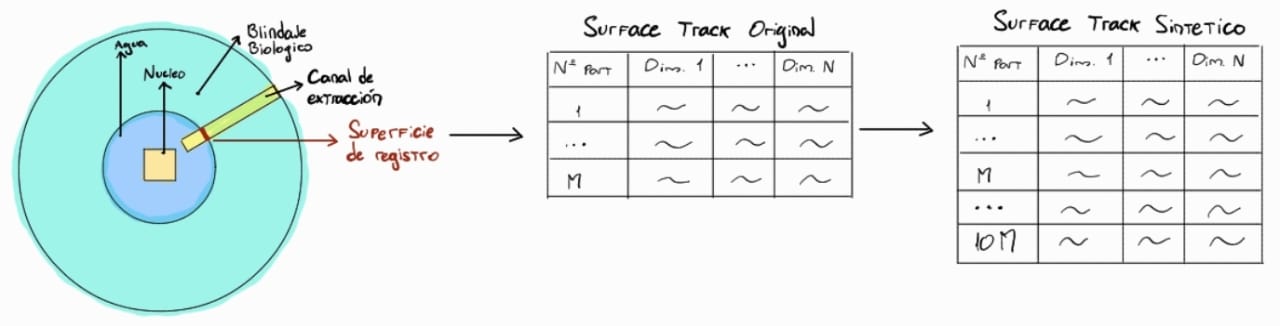 Agua
Nucleo
Blindaje
Biologico
Canal de
extracción
Superficie
de registro
Surface Track Original
Nº Part Dim. 1 ... Dim N
1 ~ ~ ~
... ~ ~ ~
M ~ ~ ~
Surface Track Sintetico
Nº Part Dim. 1 ... Dim N
1 ~ ~ ~
... ~ ~ ~
M ~ ~ ~
... ~ ~ ~
10M ~ ~ ~